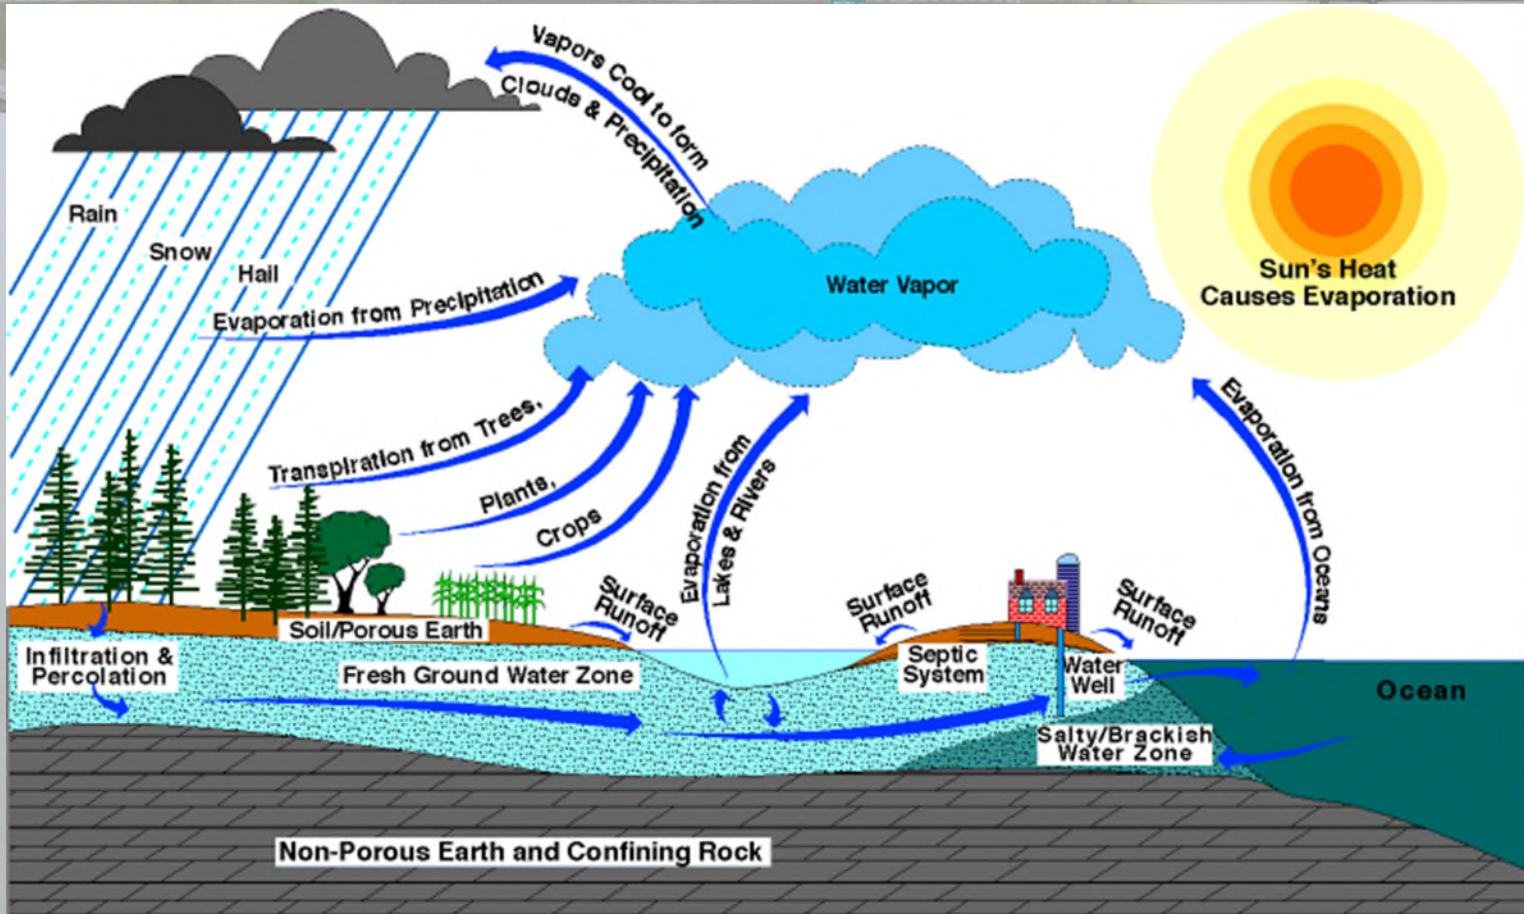 Vapors Cool to form
Clouds & Precipitation
Rain
Snow
Hail
Water Vapor
Sun's Heat
Causes Evaporation
Evaporation from Precipitation
Transpiration from Trees,
Plants,
Crops
Evaporation from
Lakes & Rivers
Evaporation from Oceans
Surface
Runoff
Surface
Runoff
Surface
Runoff
Soil/Porous Earth
Infiltration &
Percolation
Fresh Ground Water Zone
Septic
System
Water
Well
Ocean
Salty/Brackish
Water Zone
Non-Porous Earth and Confining Rock